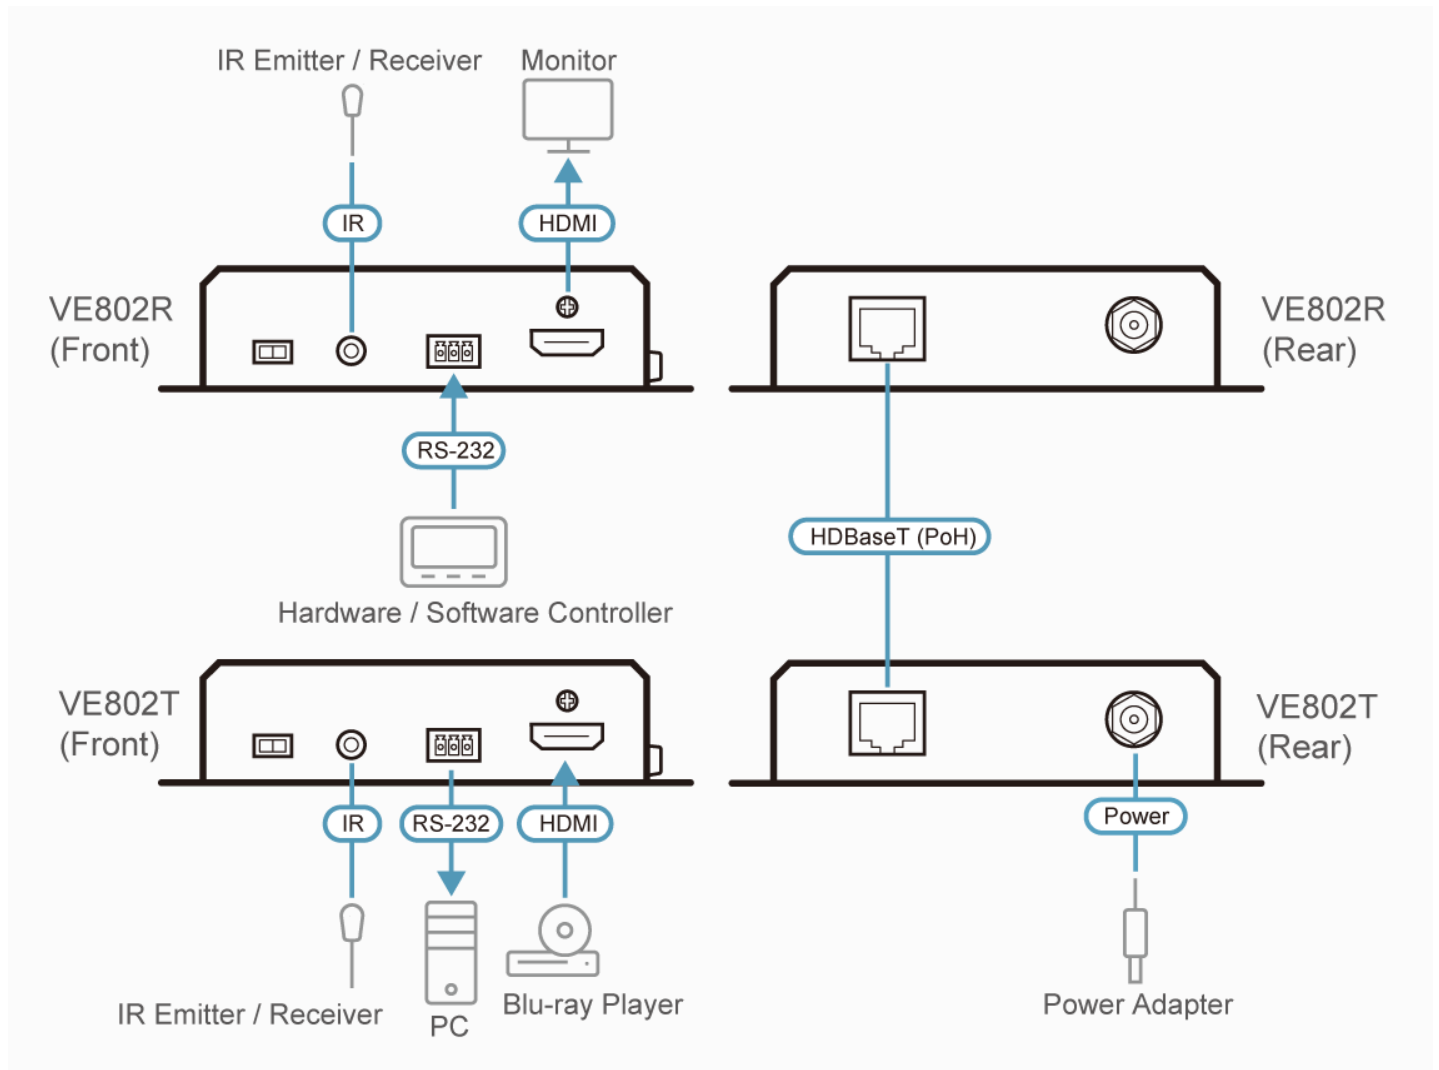 IR Emitter / Receiver
Monitor
IR
HDMI
VE802R
(Front)
VE802R
(Rear)
RS-232
HDBaseT (PoH)
Hardware / Software Controller
VE802T
(Front)
VE802T
(Rear)
IR
RS-232
HDMI
Power
IR Emitter / Receiver
PC
Blu-ray Player
Power Adapter